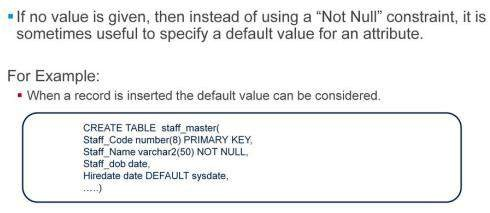 ▪ If no value is given, then instead of using a “Not Null” constraint, it is
sometimes useful to specify a default value for an attribute.
For Example:
▪ When a record is inserted the default value can be considered.
CREATE TABLE staff_master(
Staff_Code number(8) PRIMARY KEY,
Staff_Name varchar2(50) NOT NULL,
Staff_dob date,
Hiredate date DEFAULT sysdate,
.....)